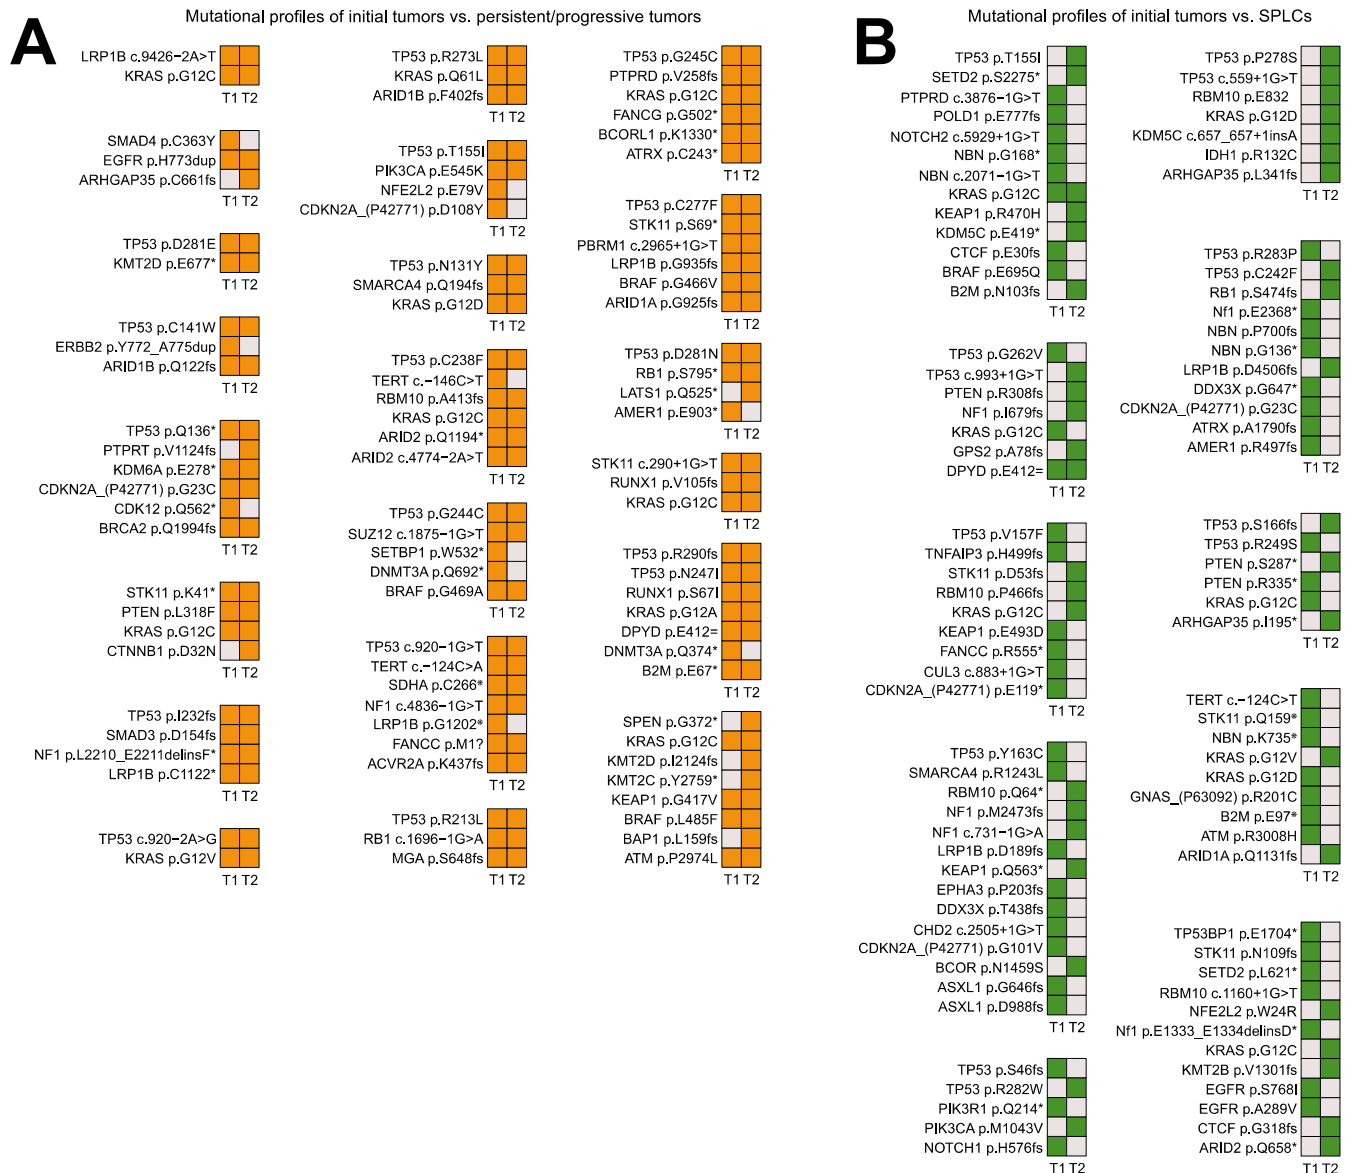 A
Mutational profiles of initial tumors vs. persistent/progressive tumors
LRP1B c.9426−2A>T
KRAS p.G12C
T1 T2
SMAD4 p.C363Y
EGFR p.H773dup
ARHGAP35 p.C661fs
T1 T2
TP53 p.D281E
KMT2D p.E677*
T1 T2
TP53 p.C141W
ERBB2 p.Y772_A775dup
ARID1B p.Q122fs
T1 T2
TP53 p.Q136*
PTPRT p.V1124fs
KDM6A p.E278*
CDKN2A_(P42771) p.G23C
CDK12 p.Q562*
BRCA2 p.Q1994fs
T1 T2
STK11 p.K41*
PTEN p.L318F
KRAS p.G12C
CTNNB1 p.D32N
T1 T2
TP53 p.I232fs
SMAD3 p.D154fs
NF1 p.L2210_E2211delinsF*
LRP1B p.C1122*
T1 T2
TP53 c.920−2A>G
KRAS p.G12V
T1 T2
TP53 p.R273L
KRAS p.Q61L
ARID1B p.F402fs
T1 T2
TP53 p.T155I
PIK3CA p.E545K
NFE2L2 p.E79V
CDKN2A_(P42771) p.D108Y
T1 T2
TP53 p.N131Y
SMARCA4 p.Q194fs
KRAS p.G12D
T1 T2
TP53 p.C238F
TERT c.−146C>T
RBM10 p.A413fs
KRAS p.G12C
ARID2 p.Q1194*
ARID2 c.4774−2A>T
T1 T2
TP53 p.G244C
SUZ12 c.1875−1G>T
SETBP1 p.W532*
DNMT3A p.Q692*
BRAF p.G469A
T1 T2
TP53 c.920−1G>T
TERT c.−124C>A
SDHA p.C266*
NF1 c.4836−1G>T
LRP1B p.G1202*
FANCC p.M1?
ACVR2A p.K437fs
T1 T2
TP53 p.R213L
RB1 c.1696−1G>A
MGA p.S648fs
T1 T2
TP53 p.G245C
PTPRD p.V258fs
KRAS p.G12C
FANCG p.G502*
BCORL1 p.K1330*
ATRX p.C243*
T1 T2
TP53 p.C277F
STK11 p.S69*
PBRM1 c.2965+1G>T
LRP1B p.G935fs
BRAF p.G466V
ARID1A p.G925fs
T1 T2
TP53 p.D281N
RB1 p.S795*
LATS1 p.Q525*
AMER1 p.E903*
T1 T2
STK11 c.290+1G>T
RUNX1 p.V105fs
KRAS p.G12C
T1 T2
TP53 p.R290fs
TP53 p.N247I
RUNX1 p.S67I
KRAS p.G12A
DPYD p.E412=
DNMT3A p.Q374*
B2M p.E67*
T1 T2
SPEN p.G372*
KRAS p.G12C
KMT2D p.I2124fs
KMT2C p.Y2759*
KEAP1 p.G417V
BRAF p.L485F
BAP1 p.L159fs
ATM p.P2974L
T1 T2
B
Mutational profiles of initial tumors vs. SPLCs
TP53 p.T155I
SETD2 p.S2275*
PTPRD c.3876−1G>T
POLD1 p.E777fs
NOTCH2 c.5929+1G>T
NBN p.G168*
NBN c.2071−1G>T
KRAS p.G12C
KEAP1 p.R470H
KDM5C p.E419*
CTCF p.E30fs
BRAF p.E695Q
B2M p.N103fs
T1 T2
TP53 p.G262V
TP53 c.993+1G>T
PTEN p.R308fs
NF1 p.I679fs
KRAS p.G12C
GPS2 p.A78fs
DPYD p.E412=
T1 T2
TP53 p.V157F
TNFAIP3 p.H499fs
STK11 p.D53fs
RBM10 p.P466fs
KRAS p.G12C
KEAP1 p.E493D
FANCC p.R555*
CUL3 c.883+1G>T
CDKN2A_(P42771) p.E119*
T1 T2
TP53 p.Y163C
SMARCA4 p.R1243L
RBM10 p.Q64*
NF1 p.M2473fs
NF1 c.731−1G>A
LRP1B p.D189fs
KEAP1 p.Q563*
EPHA3 p.P203fs
DDX3X p.T438fs
CHD2 c.2505+1G>T
CDKN2A_(P42771) p.G101V
BCOR p.N1459S
ASXL1 p.G646fs
ASXL1 p.D988fs
T1 T2
TP53 p.S46fs
TP53 p.R282W
PIK3R1 p.Q214*
PIK3CA p.M1043V
NOTCH1 p.H576fs
T1 T2
TP53 p.P278S
TP53 c.559+1G>T
RBM10 p.E832
KRAS p.G12D
KDM5C c.657_657+1insA
IDH1 p.R132C
ARHGAP35 p.L341fs
T1 T2
TP53 p.R283P
TP53 p.C242F
RB1 p.S474fs
Nf1 p.E2368*
NBN p.P700fs
NBN p.G136*
LRP1B p.D4506fs
DDX3X p.G647*
CDKN2A_(P42771) p.G23C
ATRX p.A1790fs
AMER1 p.R497fs
T1 T2
TP53 p.S166fs
TP53 p.R249S
PTEN p.S287*
PTEN p.R335*
KRAS p.G12C
ARHGAP35 p.I195*
T1 T2
TERT c.−124C>T
STK11 p.Q159*
NBN p.K735*
KRAS p.G12V
KRAS p.G12D
GNAS_(P63092) p.R201C
B2M p.E97*
ATM p.R3008H
ARID1A p.Q1131fs
T1 T2
TP53BP1 p.E1704*
STK11 p.N109fs
SETD2 p.L621*
RBM10 c.1160+1G>T
NFE2L2 p.W24R
Nf1 p.E1333_E1334delinsD*
KRAS p.G12C
KMT2B p.V1301fs
EGFR p.S768I
EGFR p.A289V
CTCF p.G318fs
ARID2 p.Q658*
T1 T2